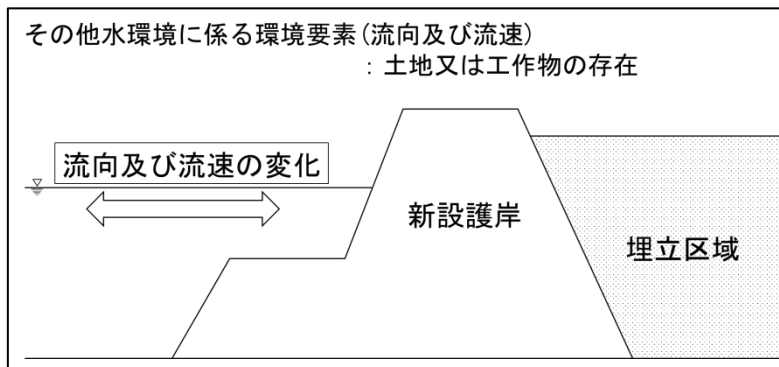 その他水環境に係る環境要素(流向及び流速)
: 土地又は工作物の存在
流向及び流速の変化
新設護岸
埋立区域